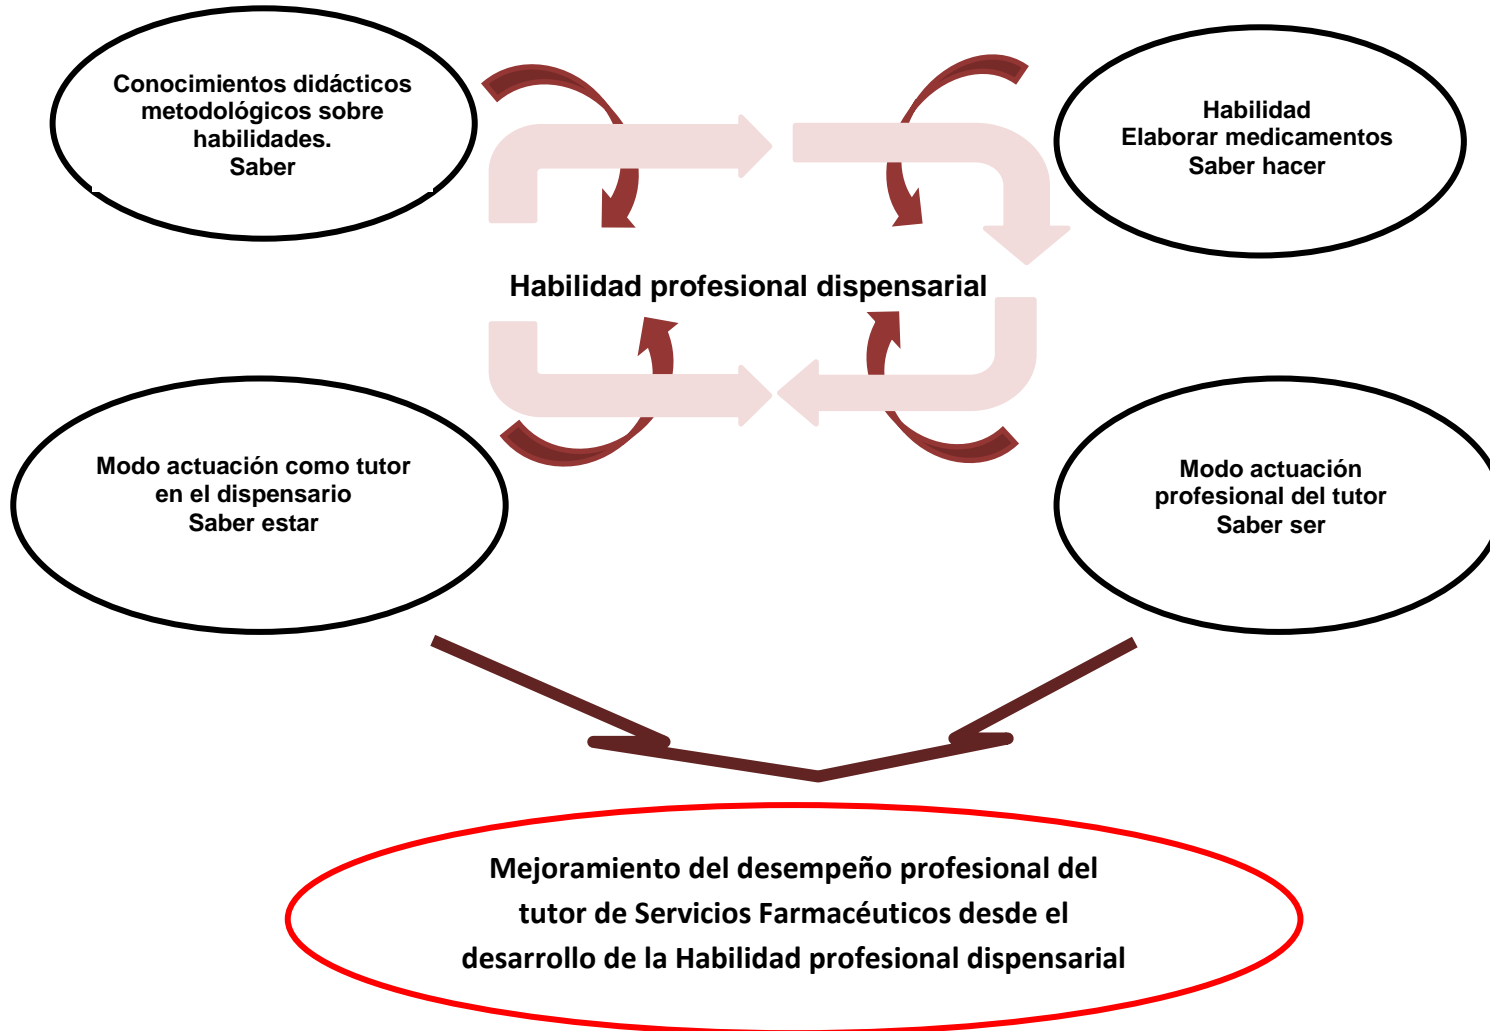 Conocimientos didácticos
metodológicos sobre
habilidades.
Saber
Habilidad
Elaborar medicamentos
Saber hacer
Habilidad profesional dispensarial
Modo actuación como tutor
en el dispensario
Saber estar
Modo actuación
profesional del tutor
Saber ser
Mejoramiento del desempeño profesional del
tutor de Servicios Farmacéuticos desde el
desarrollo de la Habilidad profesional dispensarial